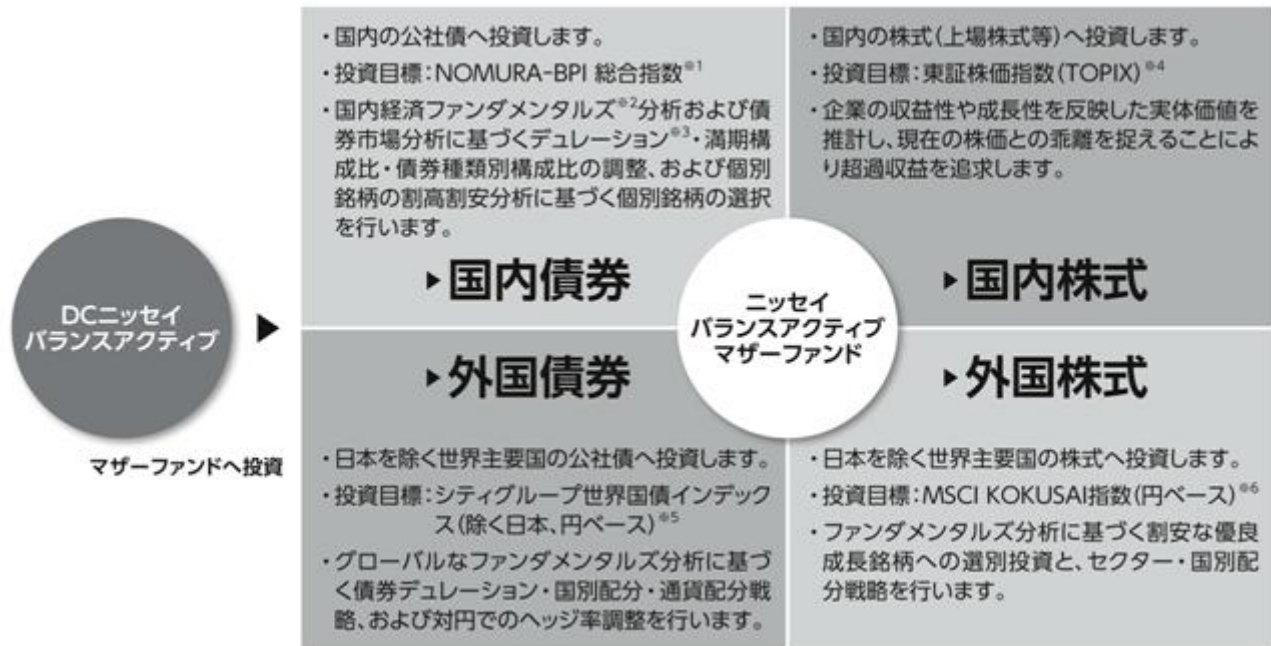 ・国内の公社債へ投資します。
・投資目標：NOMURA-BPI 総合指数※1
・国内経済ファンダメンタルズ※2分析および債
券市場分析に基づくデュレーション※3・満期構
成比・債券種類別構成比の調整、および個別
銘柄の割高割安分析に基づく個別銘柄の選択
を行います。
▶国内債券
・国内の株式(上場株式等)へ投資します。
・投資目標：東証株価指数(TOPIX)※4
・企業の収益性や成長性を反映した実体価値を
推計し、現在の株価との乖離を捉えることによ
り超過収益を追求します。
▶国内株式
DCニッセイ
バランスアクティブ
▶
マザーファンドへ投資
ニッセイ
バランスアクティブ
マザーファンド
▶外国債券
・日本を除く世界主要国の公社債へ投資します。
・投資目標：シティグループ世界国債インデック
ス(除く日本、円ベース)※5
・グローバルなファンダメンタルズ分析に基づ
く債券デュレーション・国別配分・通貨配分戦
略、および対円でのヘッジ率調整を行います。
▶外国株式
・日本を除く世界主要国の株式へ投資します。
・投資目標：MSCI KOKUSAI指数(円ベース)※6
・ファンダメンタルズ分析に基づく割安な優良
成長銘柄への選別投資と、セクター・国別配
分戦略を行います。